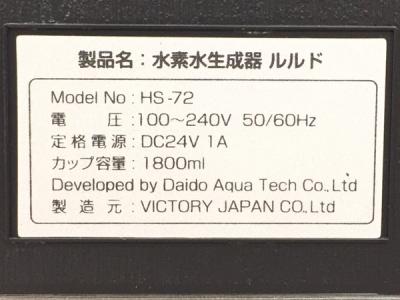 製品名：水素水生成器 ルルド
Model No : HS-72
電 圧 : 100～240V 50/60Hz
定格電源 : DC24V 1A
カップ容量 : 1800ml
Developed by Daido Aqua Tech Co., Ltd
製 造 元 : VICTORY JAPAN CO., Ltd